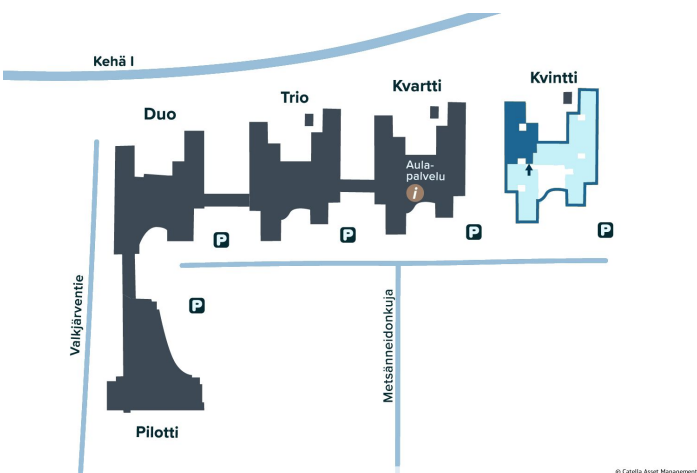 Kehä I
Duo
Trio
Kvartti
Kvintti
Aula-
palvelu
i
P
P
P
P
P
Valkjärventie
Metsänneidonkuja
Pilotti
© Catella Asset Management